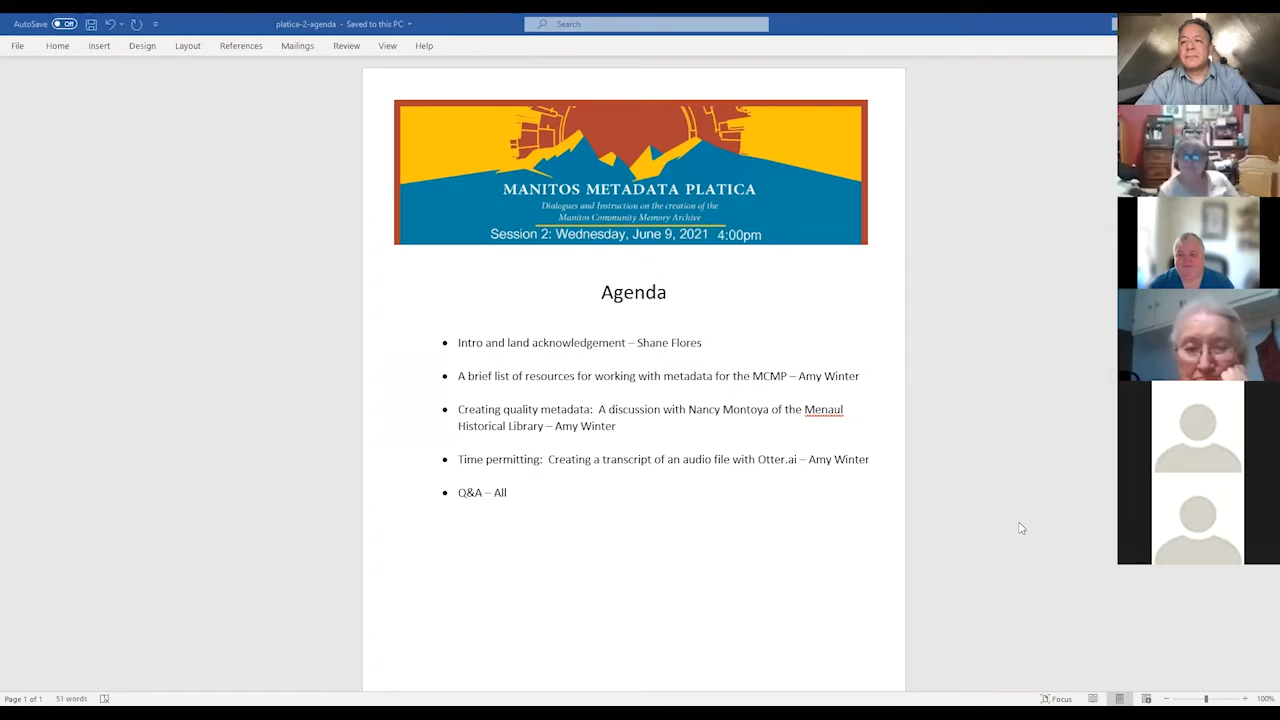 AutoSave Off platica-2-agenda - Saved to this PC Search
File Home Insert Design Layout References Mailings Review View Help
MANITOS METADATA PLATICA
Dialogues and Instruction on the creation of the
Manitos Community Memory Archive
Session 2: Wednesday, June 9, 2021 4:00pm
Agenda
• Intro and land acknowledgement – Shane Flores
• A brief list of resources for working with metadata for the MCMP – Amy Winter
• Creating quality metadata: A discussion with Nancy Montoya of the Menaul
Historical Library – Amy Winter
• Time permitting: Creating a transcript of an audio file with Otter.ai – Amy Winter
• Q&A – All
Page 1 of 1 51 words Focus 100%